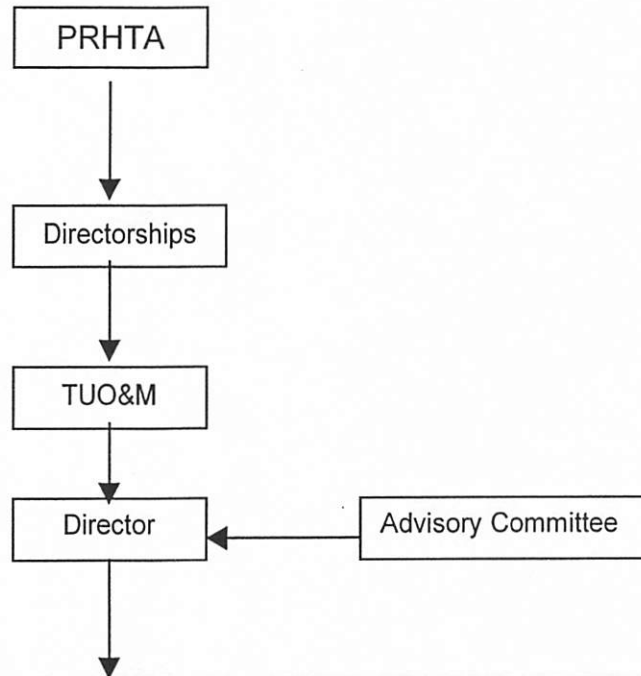 PRHTA
Directorships
TUO&M
Director
Advisory Committee